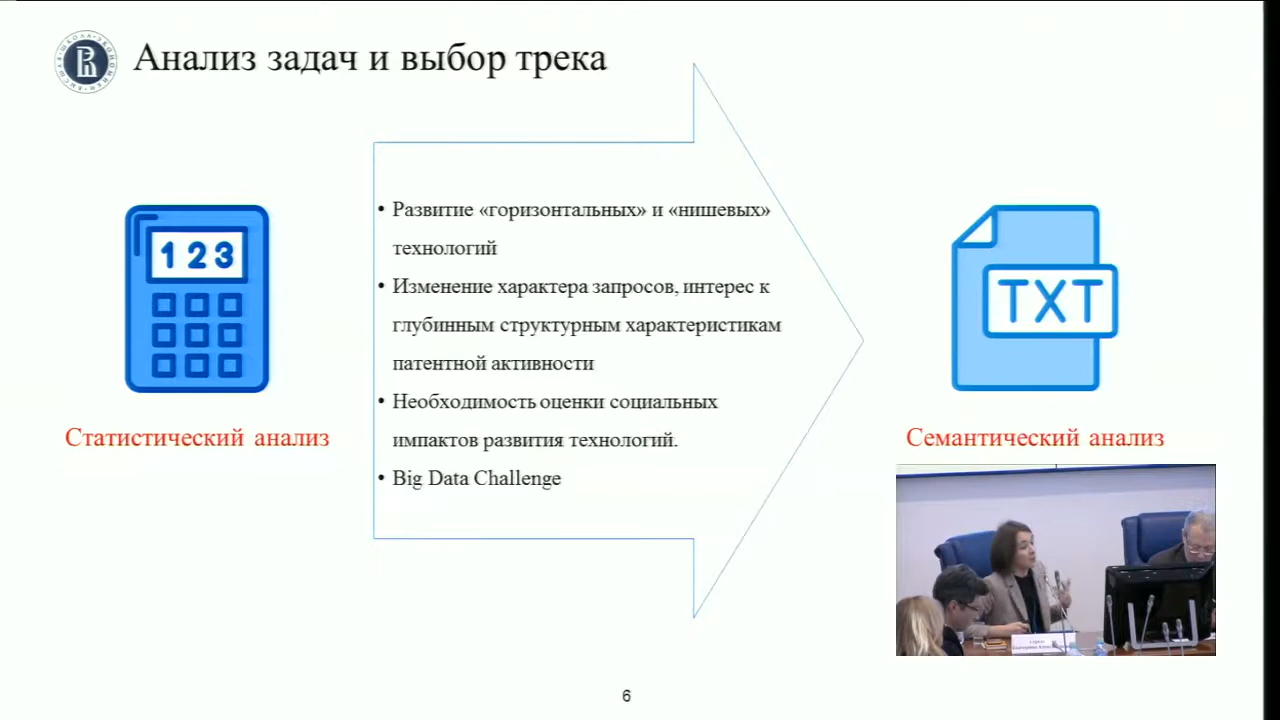 Анализ задач и выбор трека
123
• Развитие «горизонтальных» и «нишевых»
технологий
• Изменение характера запросов, интерес к
глубинным структурным характеристикам
патентной активности
• Необходимость оценки социальных
импактов развития технологий.
• Big Data Challenge
TXT
Статистический анализ
Семантический анализ
6